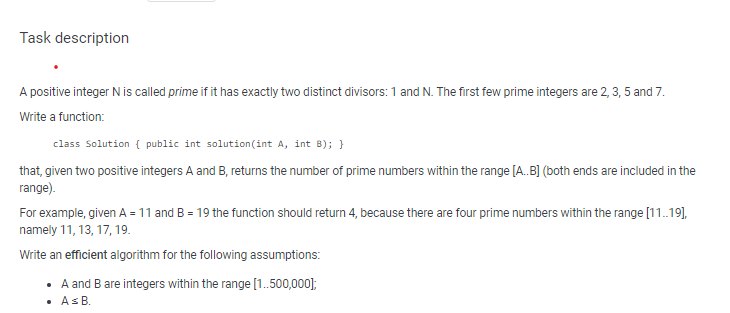 Task description
A positive integer N is called prime if it has exactly two distinct divisors: 1 and N. The first few prime integers are 2, 3, 5 and 7.
Write a function:
class Solution { public int solution(int A, int B); }
that, given two positive integers A and B, returns the number of prime numbers within the range [A..B] (both ends are included in the
range).
For example, given A = 11 and B = 19 the function should return 4, because there are four prime numbers within the range [11..19],
namely 11, 13, 17, 19.
Write an efficient algorithm for the following assumptions:
• A and B are integers within the range [1..500,000];
• A ≤ B.